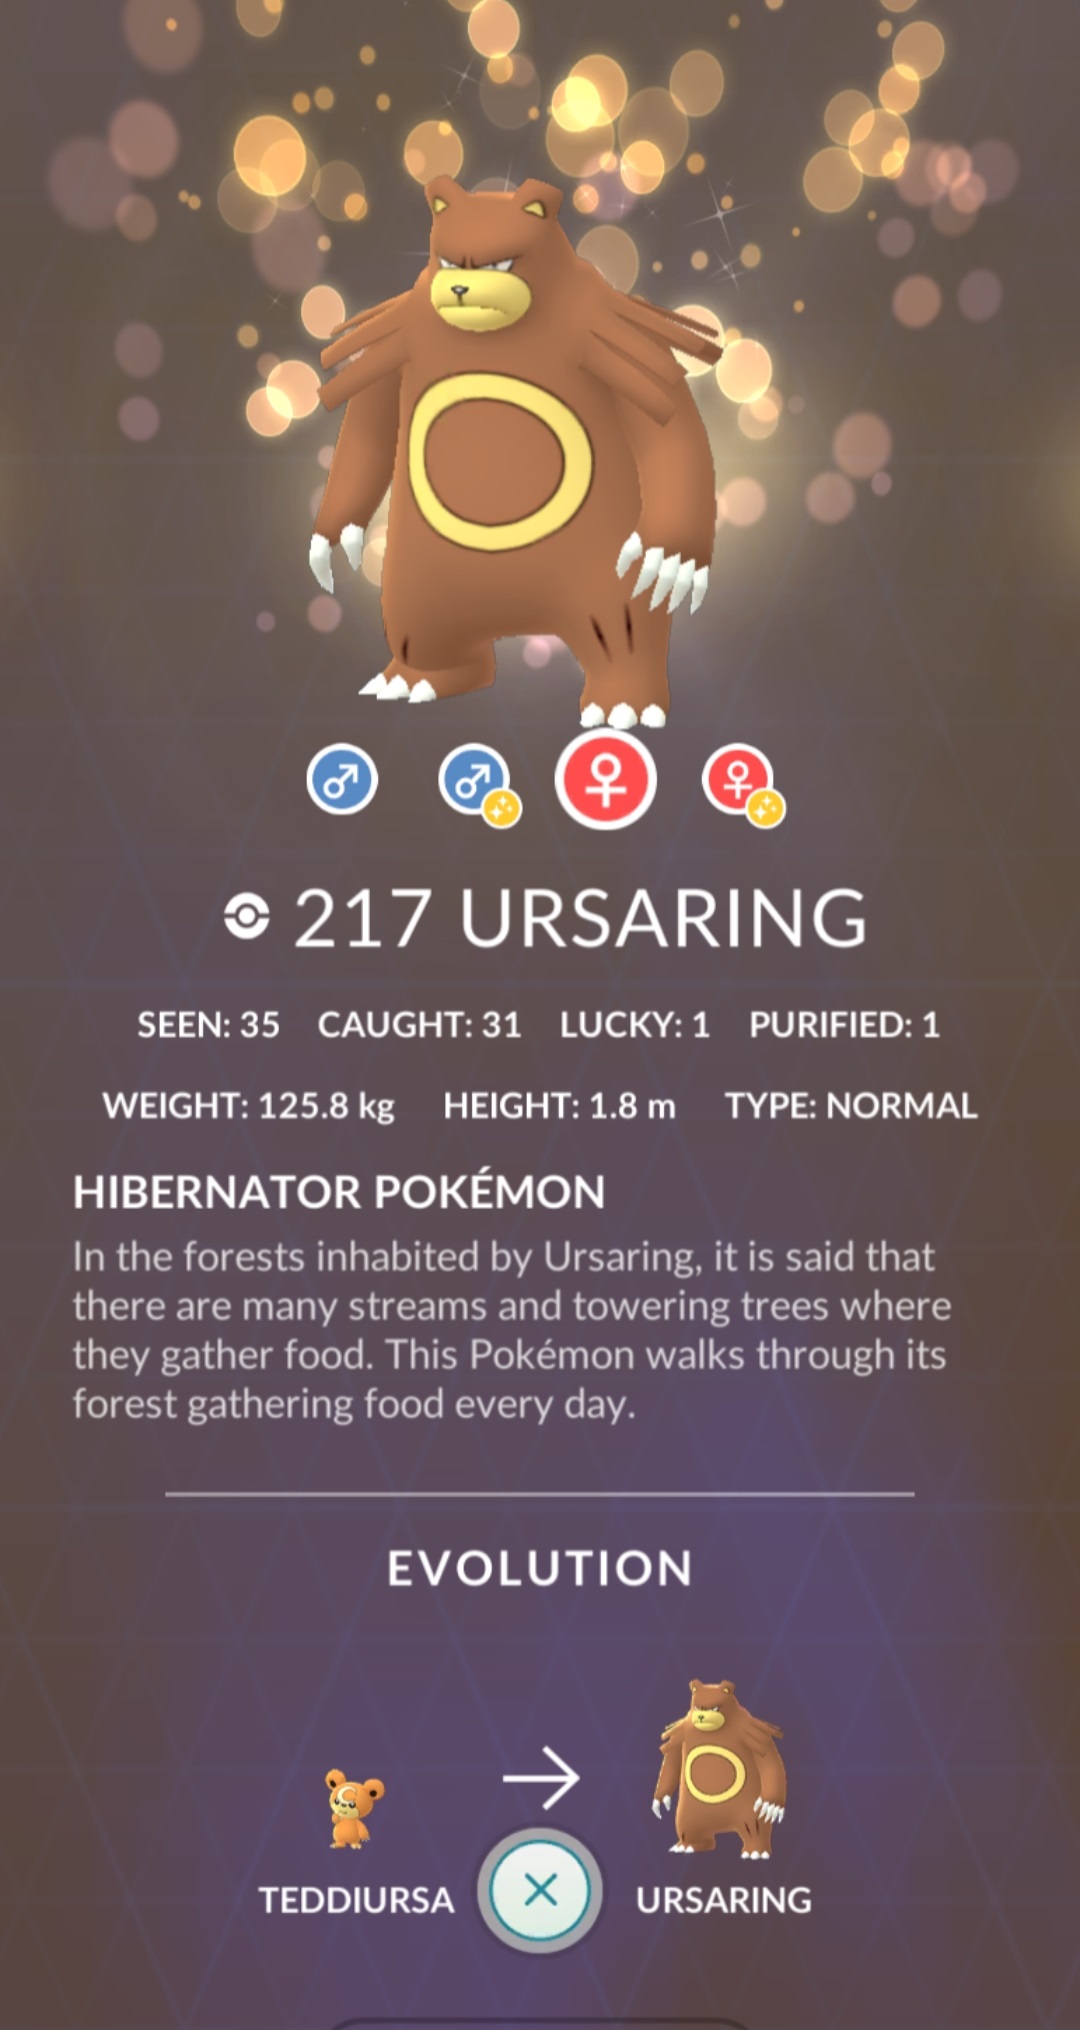 217 URSARING
SEEN: 35 CAUGHT: 31 LUCKY: 1 PURIFIED: 1
WEIGHT: 125.8 kg HEIGHT: 1.8 m TYPE: NORMAL
HIBERNATOR POKÉMON
In the forests inhabited by Ursaring, it is said that
there are many streams and towering trees where
they gather food. This Pokémon walks through its
forest gathering food every day.
EVOLUTION
TEDDIURSA URSARING